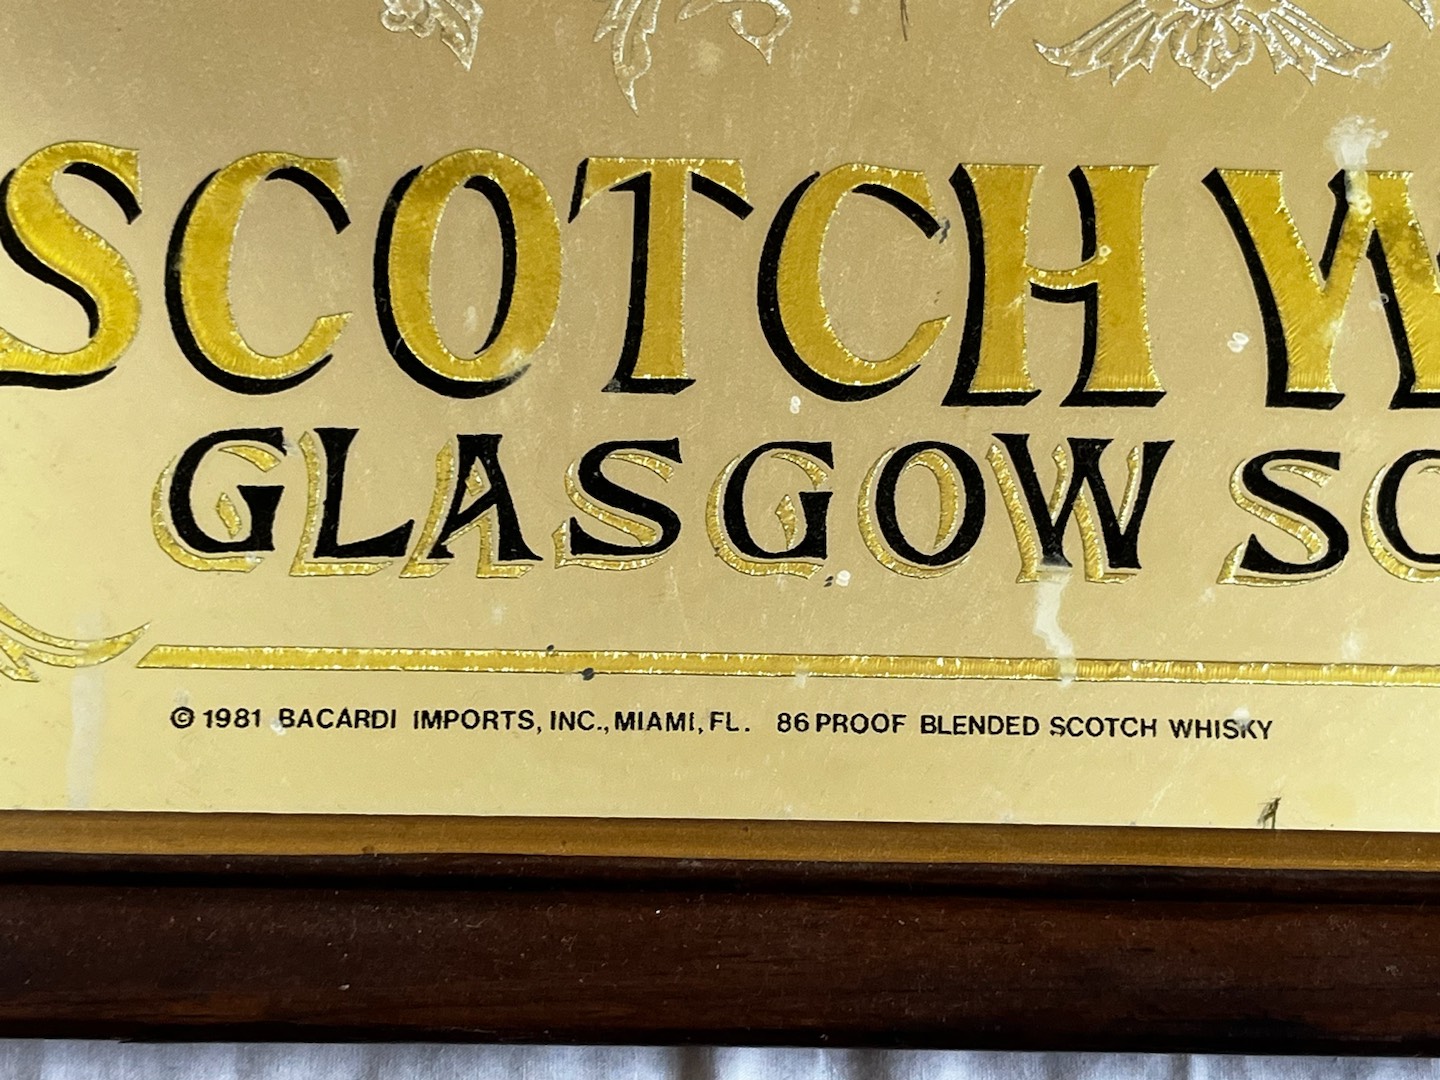 SCOTCH
GLASGOW
© 1981 BACARDI IMPORTS, INC., MIAMI, FL. 86 PROOF BLENDED SCOTCH WHISKY